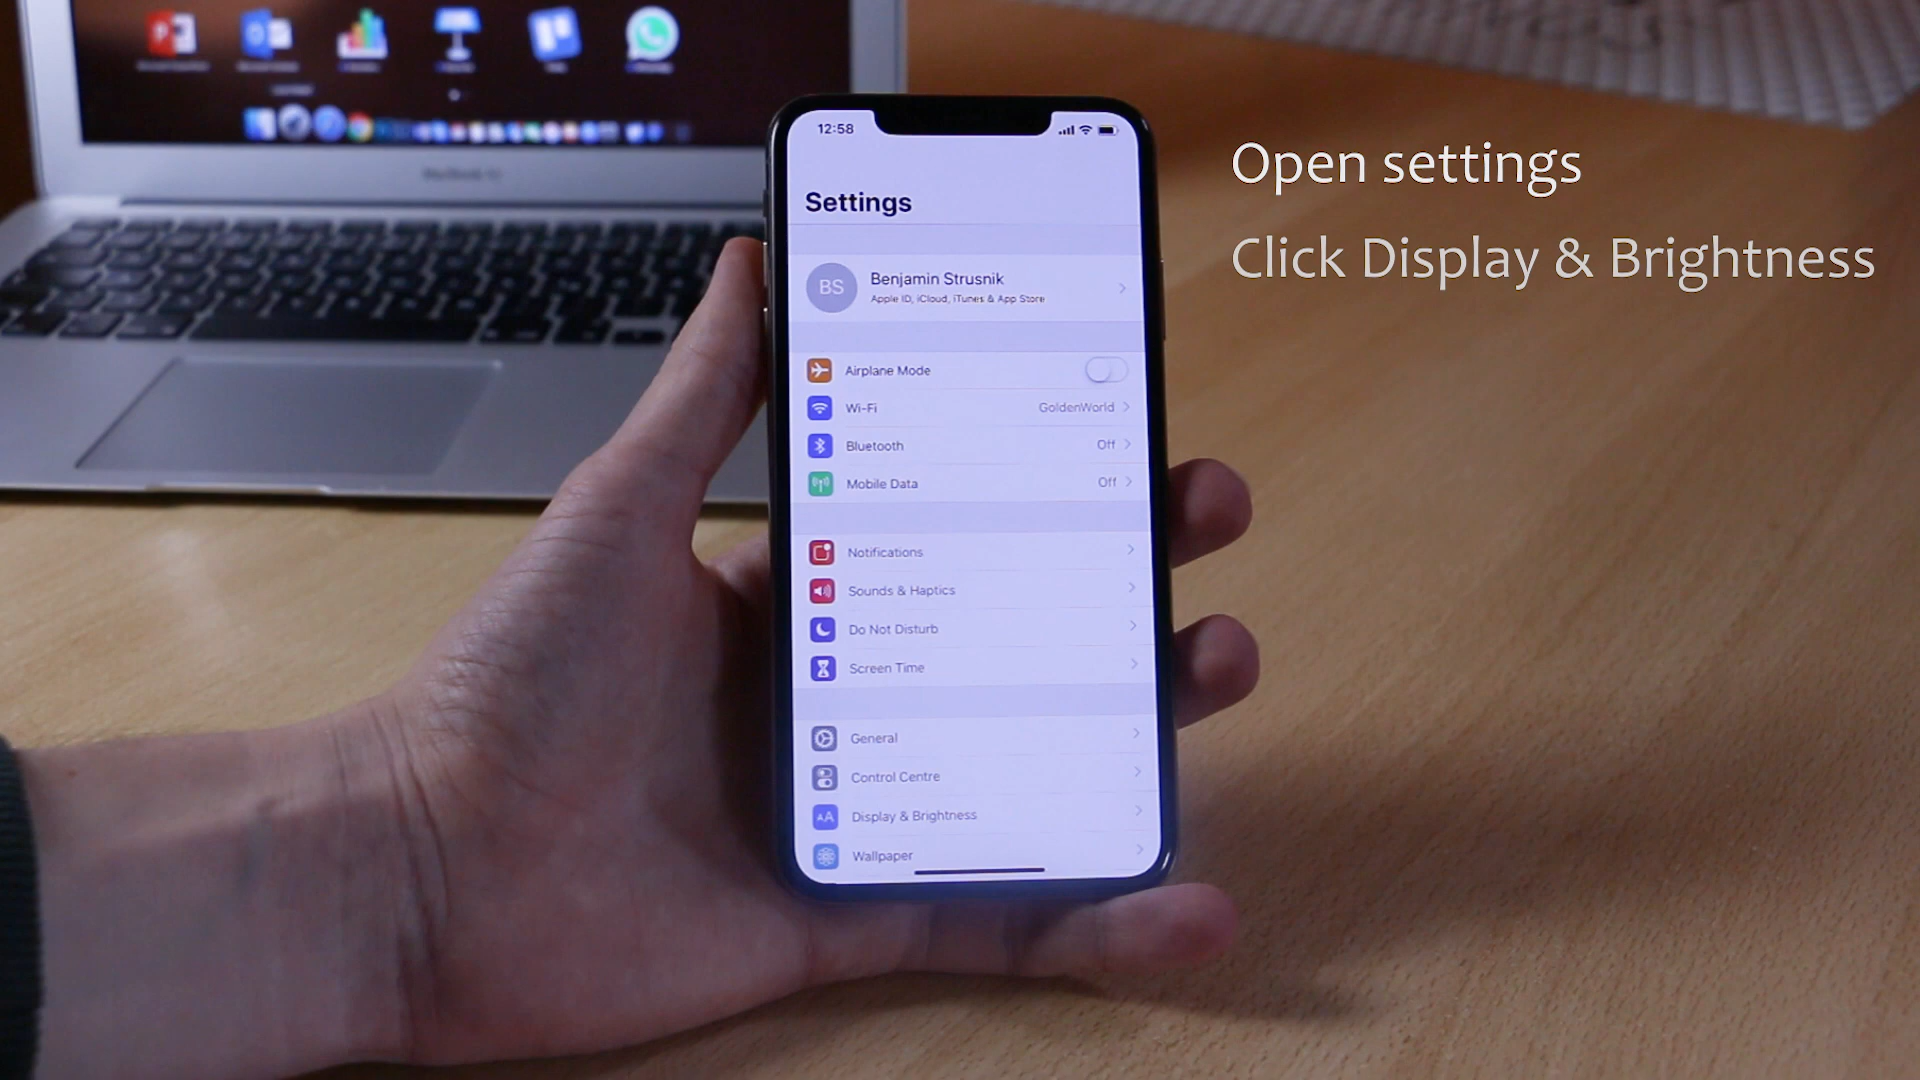 12:58
Settings
BS
Benjamin Strusnik
Apple ID, iCloud, iTunes & App Store
Airplane Mode
Wi-Fi GoldenWorld
Bluetooth Off
Mobile Data Off
Notifications
Sounds & Haptics
Do Not Disturb
Screen Time
General
Control Centre
AA Display & Brightness
Wallpaper
Open settings
Click Display & Brightness